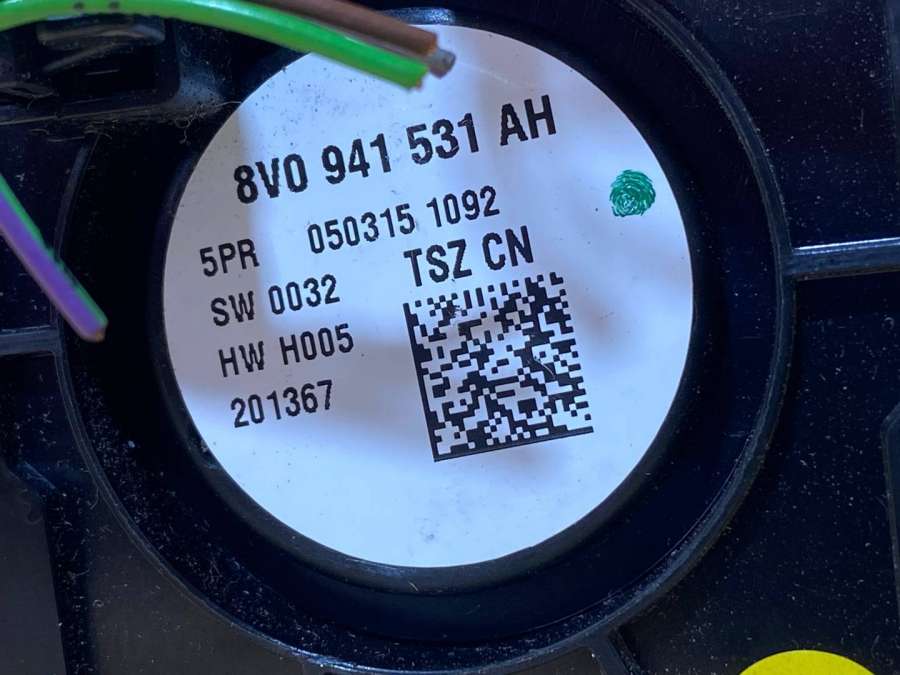 8V0 941 531 AH
5PR 050315 1092
SW 0032 TSZ CN
HW H005
201367